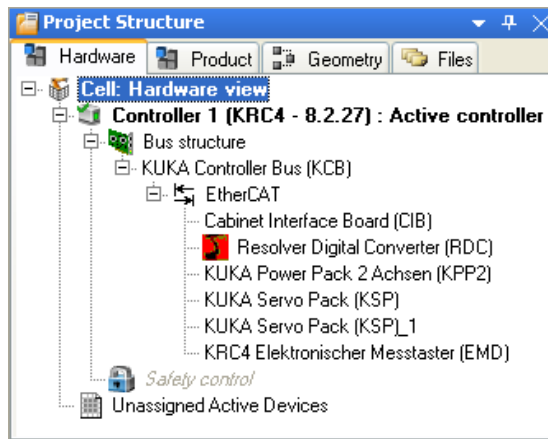 Project Structure
Hardware Product Geometry Files
Cell: Hardware view
Controller 1 (KRC4 - 8.2.27) : Active controller
Bus structure
KUKA Controller Bus (KCB)
EtherCAT
Cabinet Interface Board (CIB)
Resolver Digital Converter (RDC)
KUKA Power Pack 2 Achsen (KPP2)
KUKA Servo Pack (KSP)
KUKA Servo Pack (KSP)_1
KRC4 Elektronischer Messtaster (EMD)
Safety control
Unassigned Active Devices